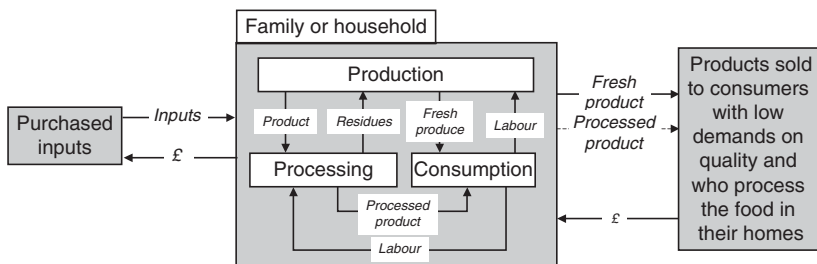 Family or household
Production
Product
Residues
Fresh
produce
Labour
Processing
Consumption
Processed
product
Labour
Purchased
inputs
Inputs
£
Fresh
product
Processed
product
£
Products sold
to consumers
with low
demands on
quality and
who process
the food in
their homes